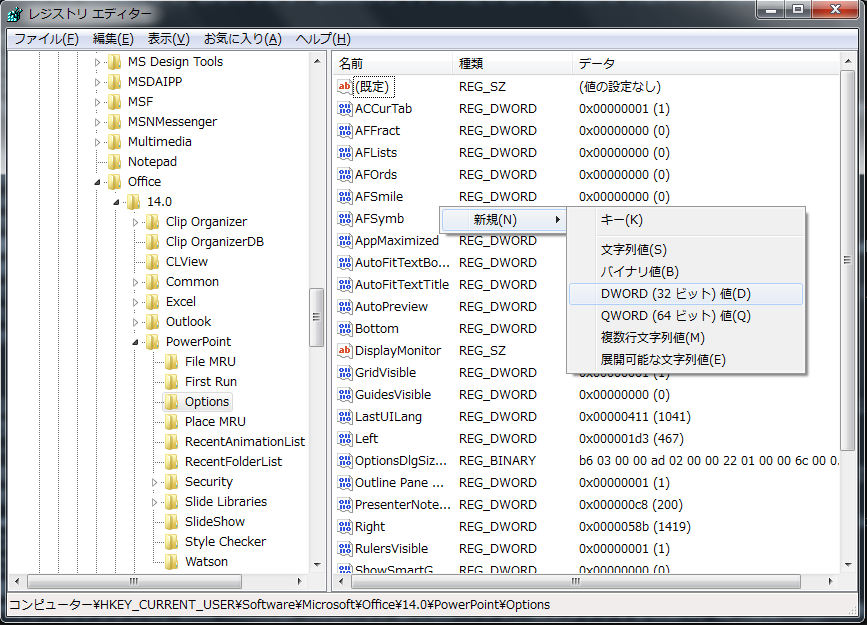 レジストリ エディター
ファイル(F) 編集(E) 表示(V) お気に入り(A) ヘルプ(H)
MS Design Tools
MSDAIPP
MSF
MSNMessenger
Multimedia
Notepad
Office
14.0
Clip Organizer
Clip OrganizerDB
CLView
Common
Excel
Outlook
PowerPoint
File MRU
First Run
Options
Place MRU
RecentAnimationList
RecentFolderList
Security
Slide Libraries
SlideShow
Style Checker
Watson
名前 種類 データ
(既定) REG_SZ (値の設定なし)
ACCurTab REG_DWORD 0x00000001 (1)
AFFract REG_DWORD 0x00000000 (0)
AFLists REG_DWORD 0x00000000 (0)
AFOrds REG_DWORD 0x00000000 (0)
AFSmile REG_DWORD 0x00000000 (0)
AFSymb
AppMaximized REG_DWORD
AutoFitTextBo... REG_DWORD
AutoFitTextTitle REG_DWORD
AutoPreview REG_DWORD
Bottom REG_DWORD
DisplayMonitor REG_SZ
GridVisible REG_DWORD 0x00000001 (1)
GuidesVisible REG_DWORD 0x00000000 (0)
LastUILang REG_DWORD 0x00000411 (1041)
Left REG_DWORD 0x000001d3 (467)
OptionsDlgSiz... REG_BINARY b6 03 00 00 ad 02 00 00 22 01 00 00 6c 00 0.
Outline Pane ... REG_DWORD 0x00000001 (1)
PresenterNote... REG_DWORD 0x000000c8 (200)
Right REG_DWORD 0x0000058b (1419)
RulersVisible REG_DWORD 0x00000001 (1)
ShowSmartG... REG_DWORD 0x00000000 (0)
新規(N)
キー(K)
文字列値(S)
バイナリ値(B)
DWORD (32 ビット) 値(D)
QWORD (64 ビット) 値(Q)
複数行文字列値(M)
展開可能な文字列値(E)
コンピューター¥HKEY_CURRENT_USER¥Software¥Microsoft¥Office¥14.0¥PowerPoint¥Options